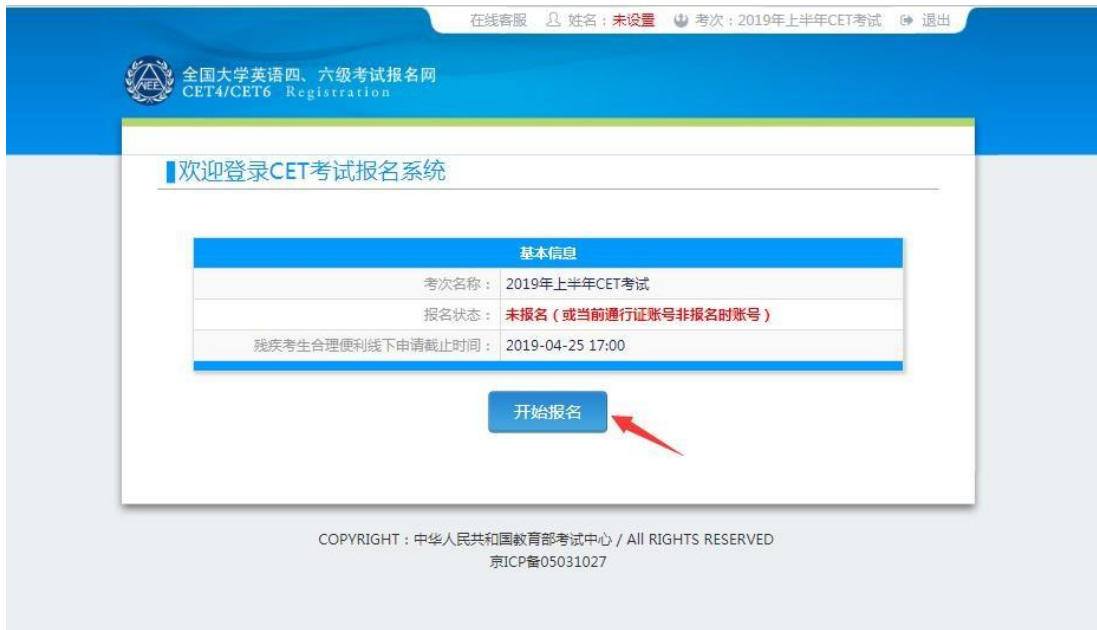 在线客服 姓名：未设置 考次：2019年上半年CET考试 退出
NEEA
全国大学英语四、六级考试报名网
CET4/CET6 Registration
欢迎登录CET考试报名系统
基本信息
考次名称： 2019年上半年CET考试
报名状态： 未报名（或当前通行证账号非报名时账号）
残疾考生合理便利线下申请截止时间： 2019-04-25 17:00
开始报名
COPYRIGHT：中华人民共和国教育部考试中心 / All RIGHTS RESERVED
京ICP备05031027